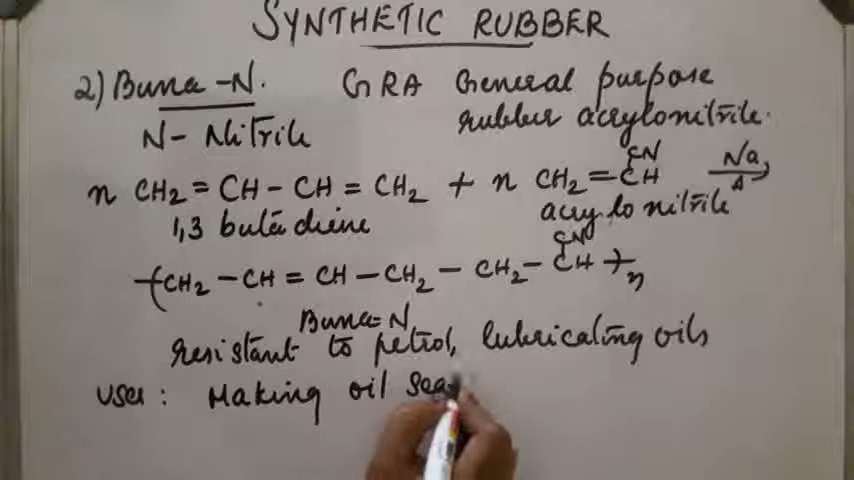 SYNTHETIC RUBBER
2) Buna-N. GRA General purpose
N- Nitrile rubber acrylonitrile.
n CH2=CH-CH=CH2 + n CH2=CH CN Na, Δ
1,3 butadiene acrylonitrile
(CH2-CH=CH-CH2-CH2-CH)n CN
Buna-N
resistant to petrol, lubricating oils
uses: Making oil sea